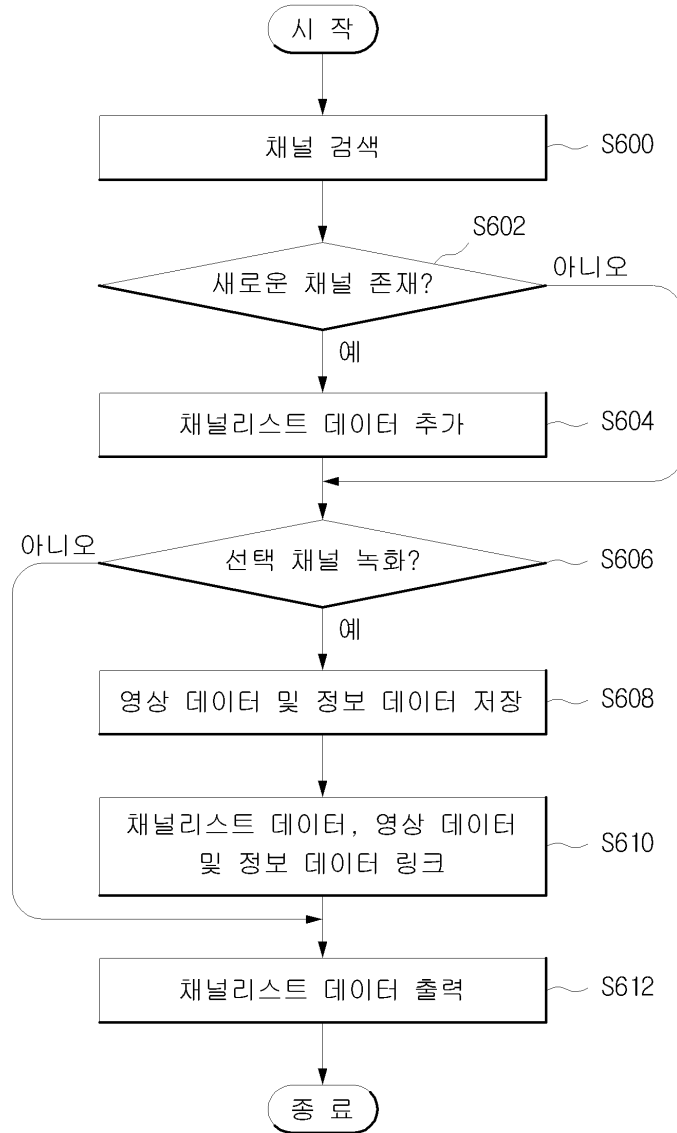 시 작
채널 검색
S600
S602
새로운 채널 존재?
아니오
예
채널리스트 데이터 추가
S604
아니오
선택 채널 녹화?
S606
예
영상 데이터 및 정보 데이터 저장
S608
채널리스트 데이터, 영상 데이터
및 정보 데이터 링크
S610
채널리스트 데이터 출력
S612
종 료